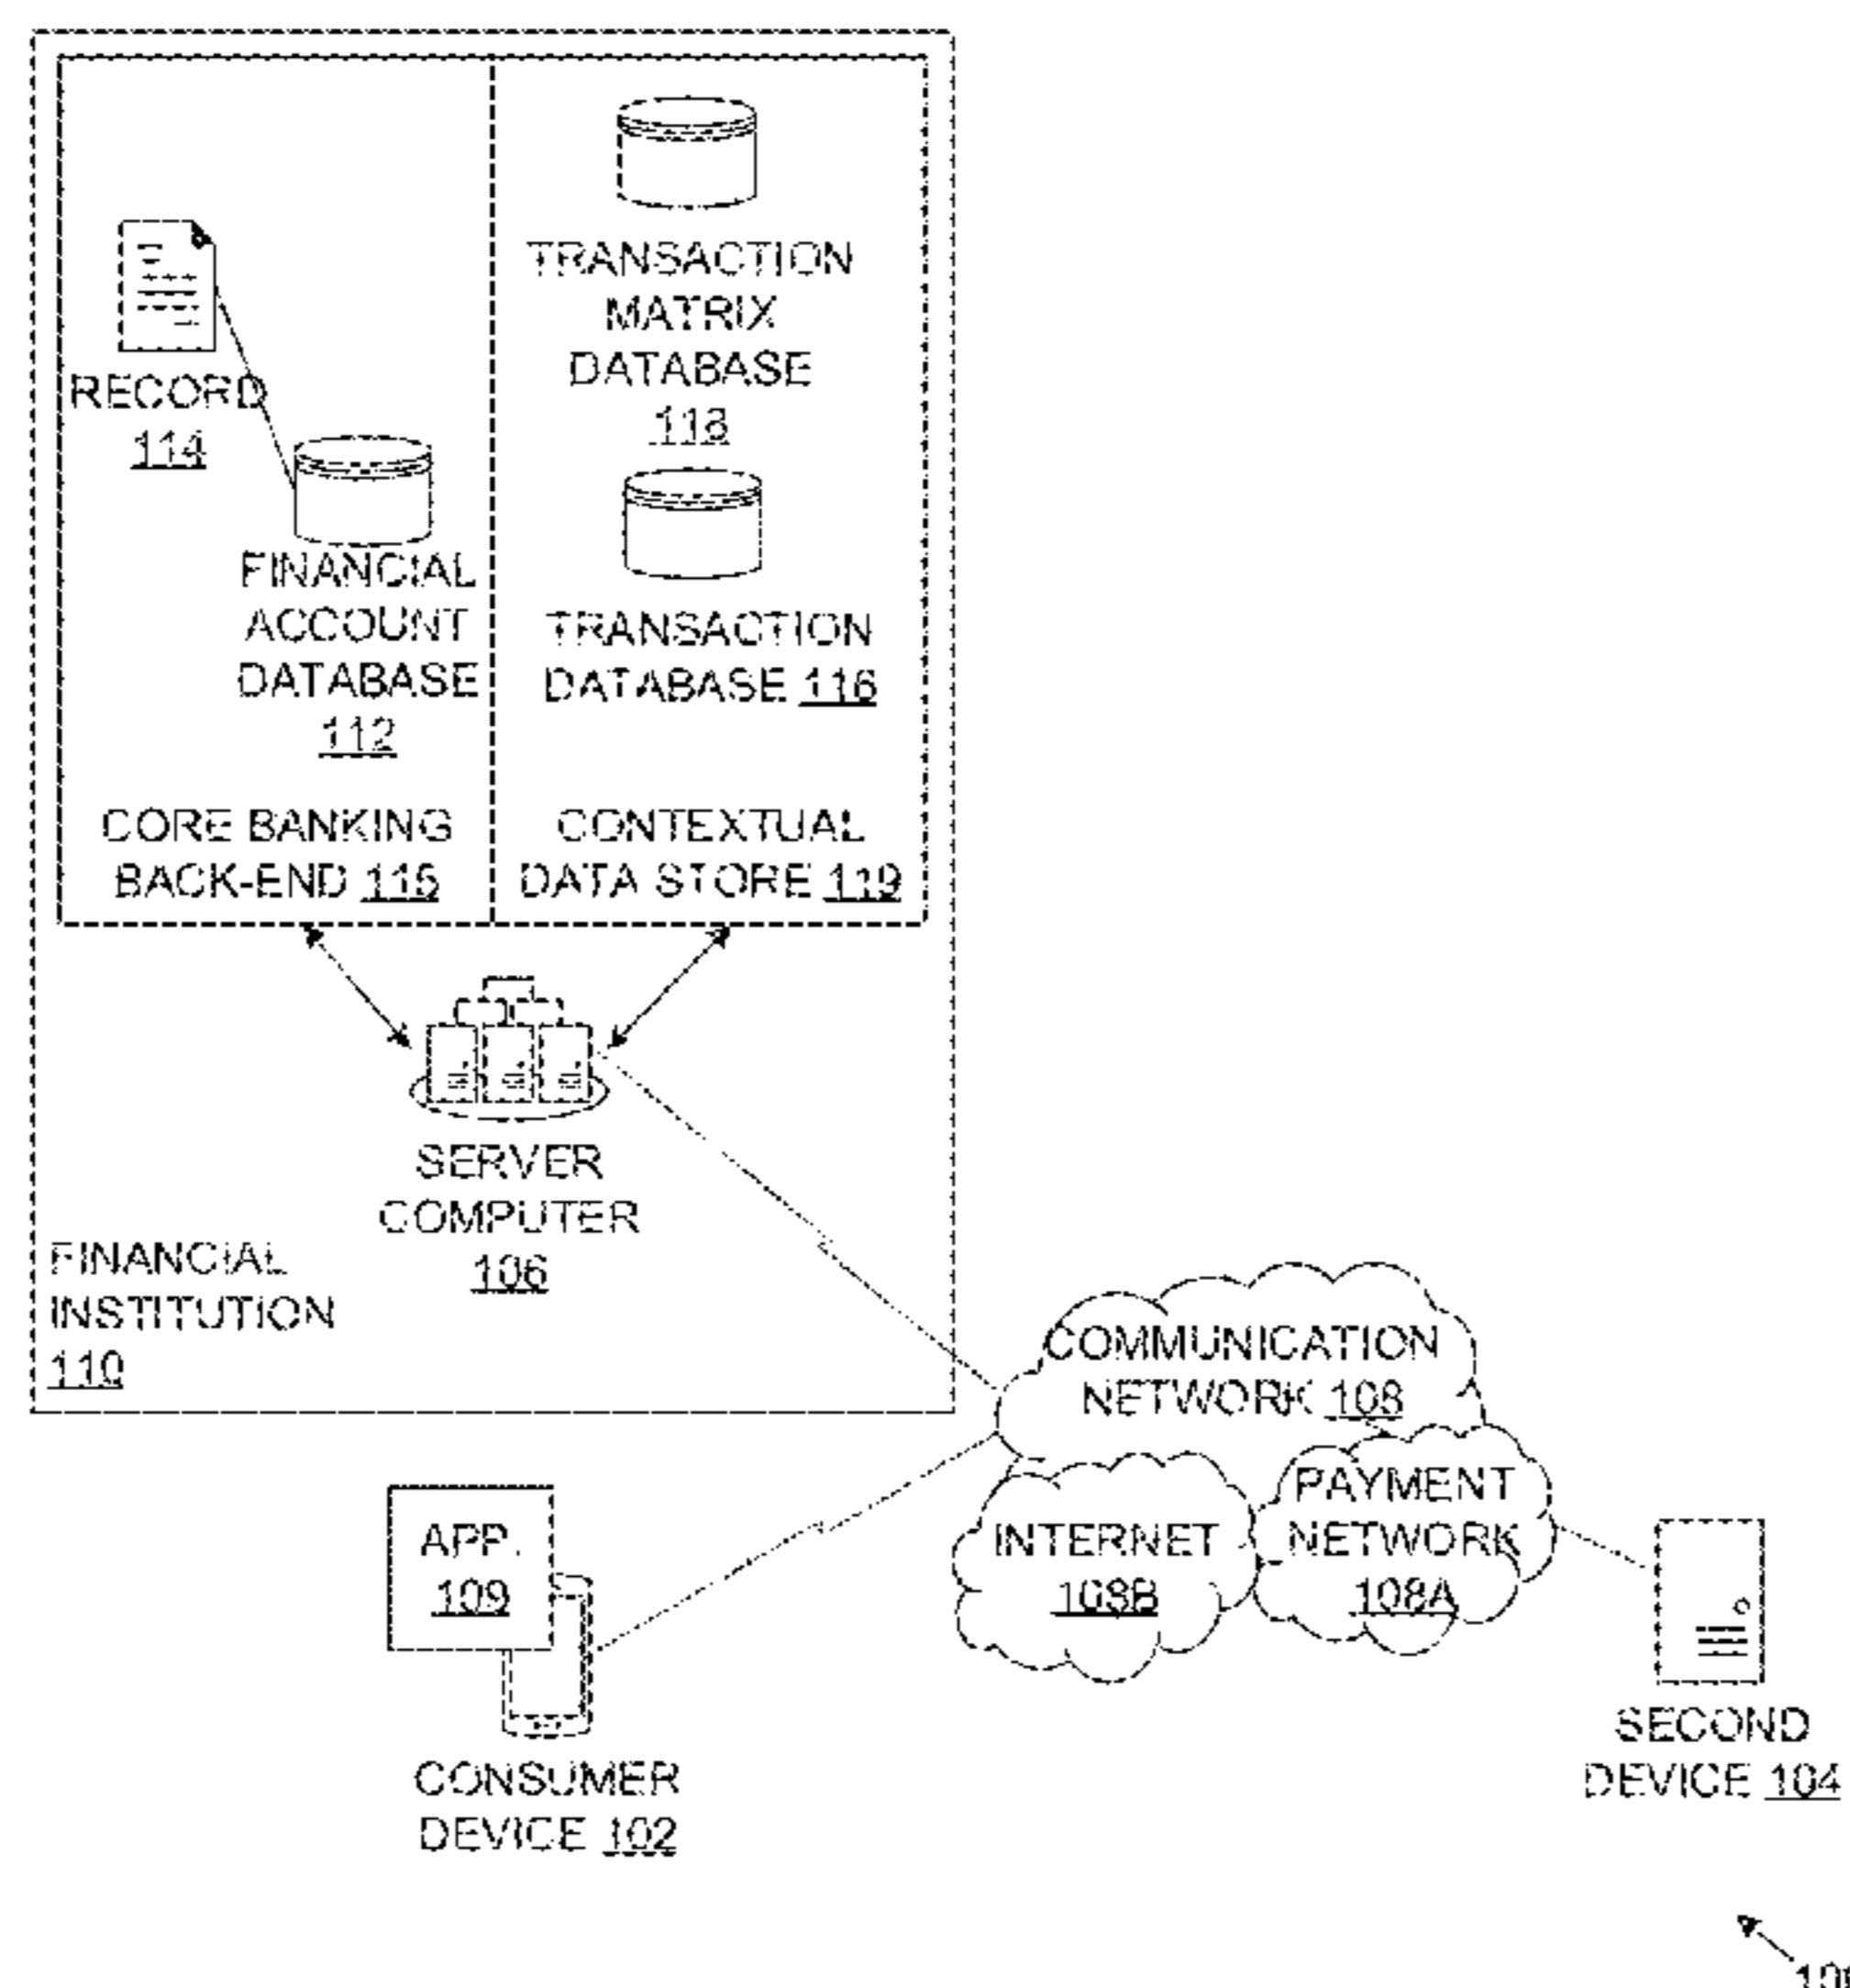 TRANSACTION
MATRIX
DATABASE
118
RECORD
114
FINANCIAL
ACCOUNT
DATABASE
112
TRANSACTION
DATABASE 116
CORE BANKING
BACK-END 115
CONTEXTUAL
DATA STORE 119
SERVER
COMPUTER
106
FINANCIAL
INSTITUTION
110
COMMUNICATION
NETWORK 108
PAYMENT
NETWORK
108A
INTERNET
108B
APP.
109
CONSUMER
DEVICE 102
SECOND
DEVICE 104